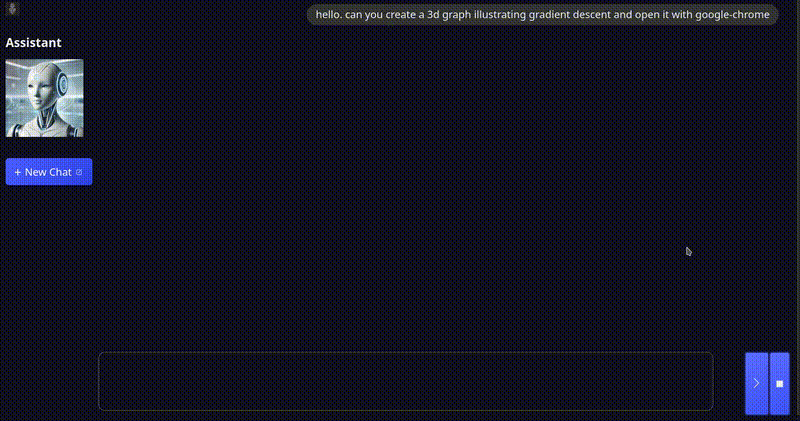 hello. can you create a 3d graph illustrating gradient descent and open it with google-chrome
Assistant
+ New Chat